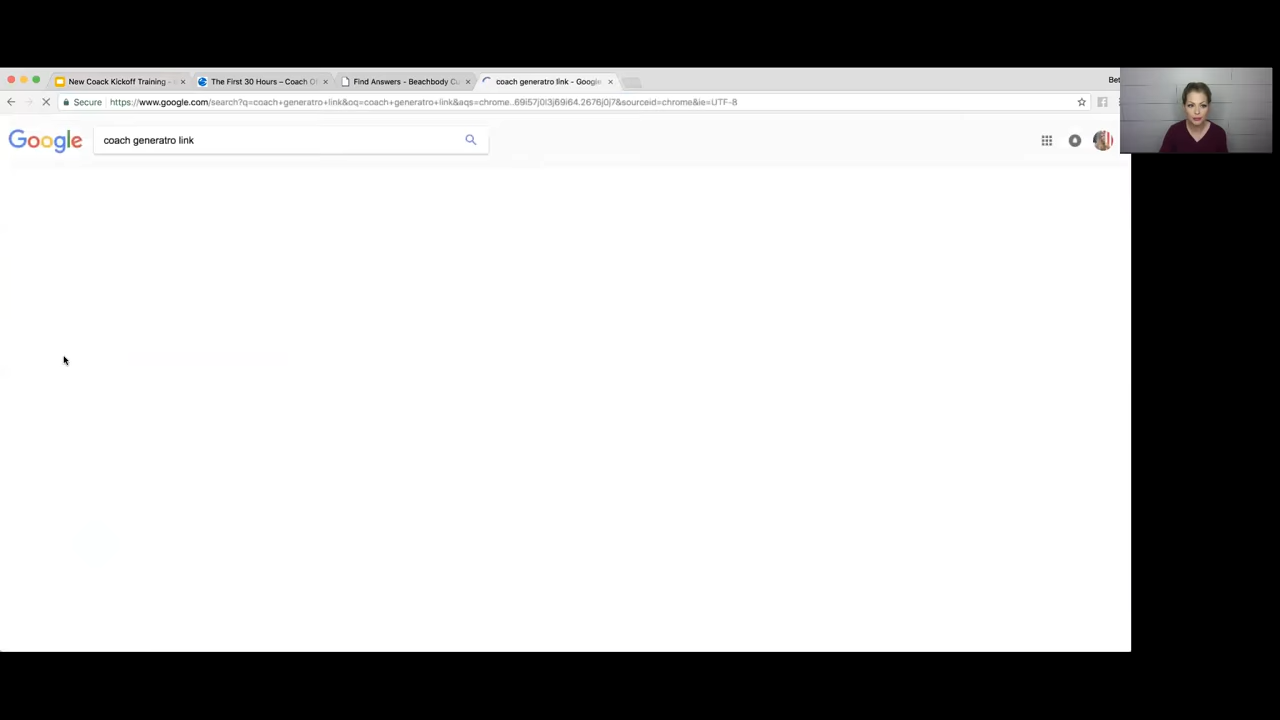 New Coack Kickoff Training -
The First 30 Hours – Coach O
Find Answers - Beachbody Cu
coach generatro link - Google
Bet
Secure
https://www.google.com/search?q=coach+generatro+link&oq=coach+generatro+link&aqs=chrome..69i57j0l3j69i64.2676j0j7&sourceid=chrome&ie=UTF-8
Google
coach generatro link